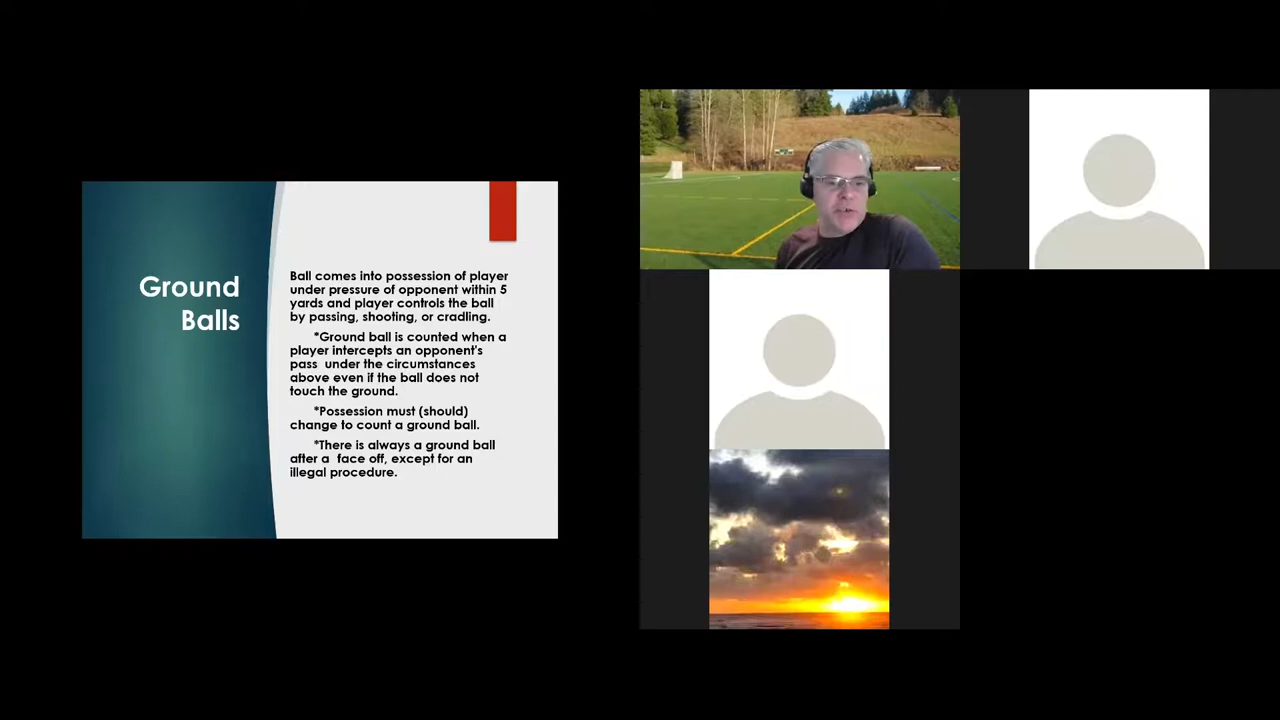 Ground
Balls
Ball comes into possession of player
under pressure of opponent within 5
yards and player controls the ball
by passing, shooting, or cradling.
*Ground ball is counted when a
player intercepts an opponent's
pass  under the circumstances
above even if the ball does not
touch the ground.
*Possession must (should)
change to count a ground ball.
*There is always a ground ball
after a  face off, except for an
illegal procedure.